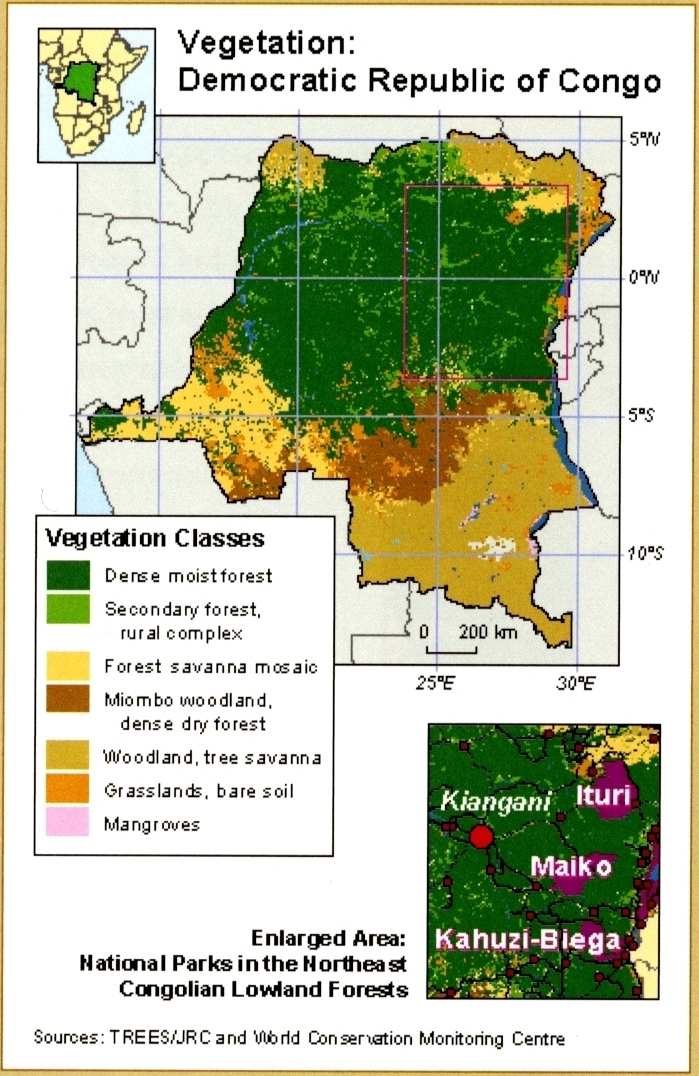 Vegetation:
Democratic Republic of Congo
5°N
0°N
5°S
10°S
25°E
30°E
0 200 km
Vegetation Classes
Dense moist forest
Secondary forest,
rural complex
Forest savanna mosaic
Miombo woodland,
dense dry forest
Woodland, tree savanna
Grasslands, bare soil
Mangroves
Kiangani
Ituri
Maiko
Kahuzi-Biega
Enlarged Area:
National Parks in the Northeast
Congolian Lowland Forests
Sources: TREES/JRC and World Conservation Monitoring Centre